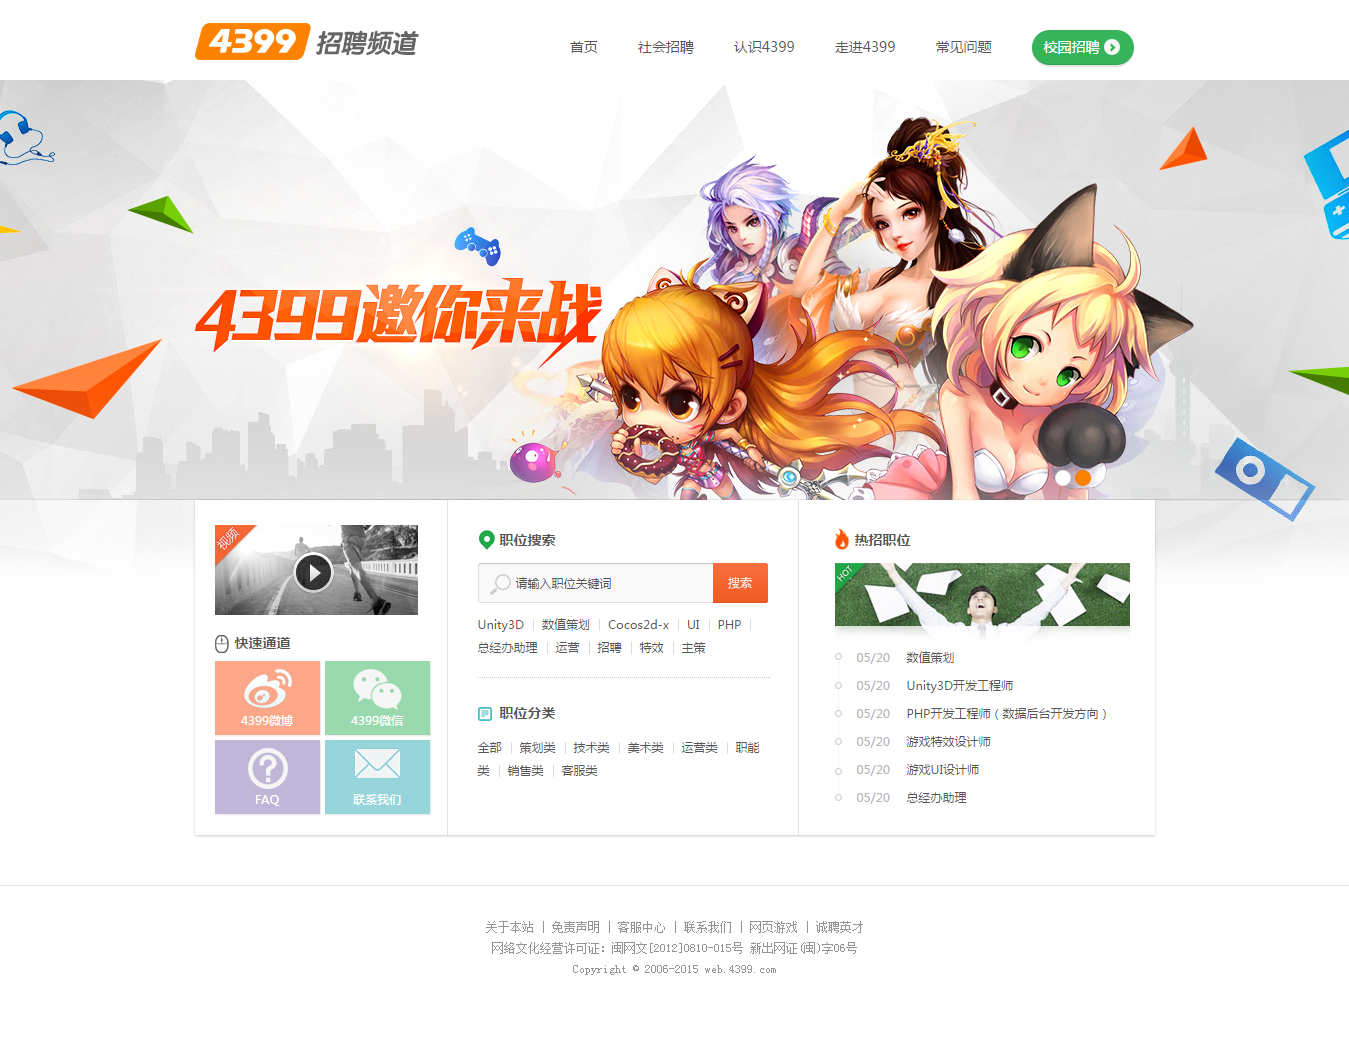 4399 招聘频道
首页 社会招聘 认识4399 走进4399 常见问题 校园招聘
4399邀你来战
视频
快速通道
4399微博 4399微信
FAQ 联系我们
职位搜索
请输入职位关键词 搜索
Unity3D | 数值策划 | Cocos2d-x | UI | PHP |
总经办助理 | 运营 | 招聘 | 特效 | 主策
职位分类
全部 | 策划类 | 技术类 | 美术类 | 运营类 | 职能
类 | 销售类 | 客服类
热招职位
HOT
05/20 数值策划
05/20 Unity3D开发工程师
05/20 PHP开发工程师（数据后台开发方向）
05/20 游戏特效设计师
05/20 游戏UI设计师
05/20 总经办助理
关于本站 | 免责声明 | 客服中心 | 联系我们 | 网页游戏 | 诚聘英才
网络文化经营许可证：闽网文[2012]0810-015号 新出网证(闽)字06号
Copyright © 2006-2015 web.4399.com